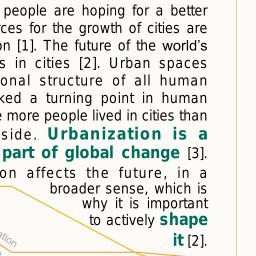 people are hoping for a better
ces for the growth of cities are
on [1]. The future of the world's
s in cities [2]. Urban spaces
onal structure of all human
ked a turning point in human
more people lived in cities than
side. Urbanization is a
part of global change [3].
on affects the future, in a
broader sense, which is
why it is important
to actively shape
it [2].
ation